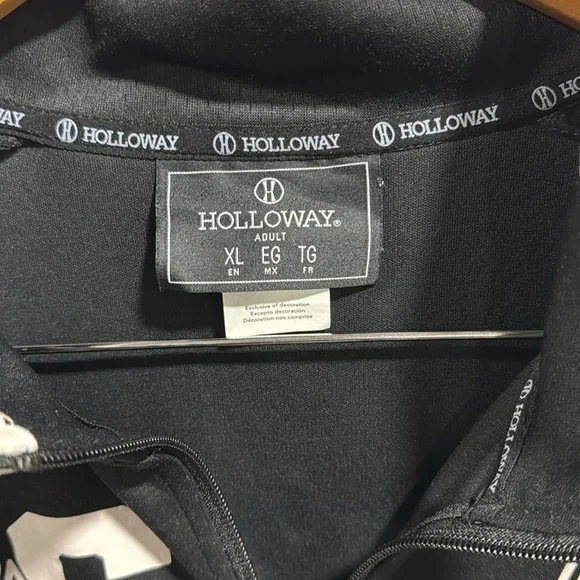 HOLLOWAY HOLLOWAY HOLLOWAY HO
HOLLOWAY®
ADULT
XL EG TG
EN MX FR
Exclusive of decoration
Excepto decoración
Décoration non comprise
HOLLOWAY